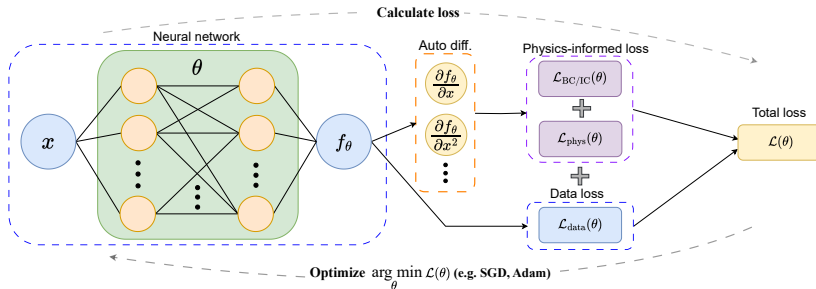 Calculate loss
Neural network
Auto diff.
Physics-informed loss
θ
∂f_θ/∂x
ℒ_BC/IC(θ)
Total loss
x
f_θ
∂f_θ/∂x²
ℒ_phys(θ)
ℒ(θ)
Data loss
ℒ_data(θ)
Optimize arg min_θ ℒ(θ) (e.g. SGD, Adam)